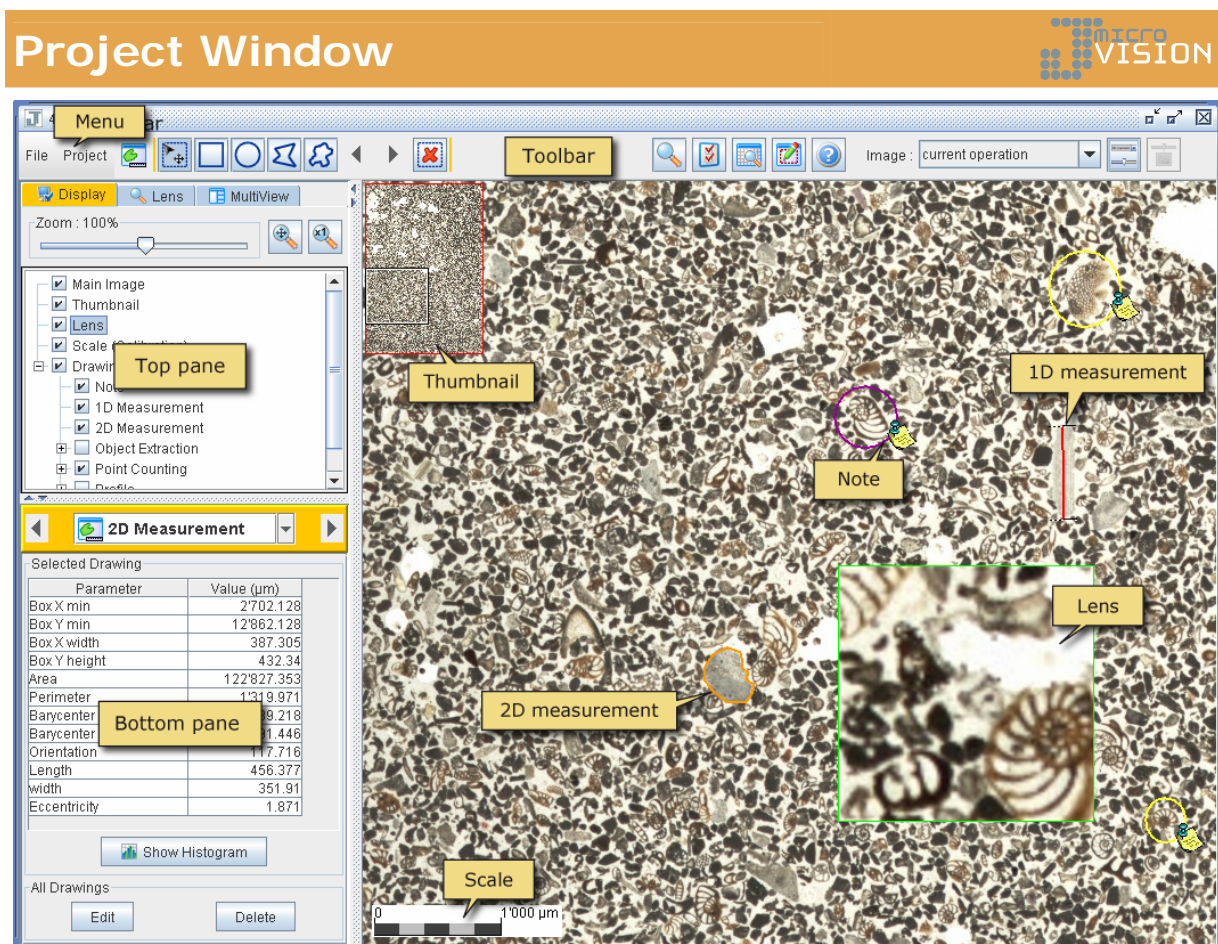 Project Window
MICRO
VISION
Menu
File Project
Toolbar
Image : current operation
Display Lens MultiView
Zoom : 100%
x1
Main Image
Thumbnail
Lens
Scale
Top pane
1D Measurement
2D Measurement
Object Extraction
Point Counting
Profile
2D Measurement
Selected Drawing
Parameter Value (µm)
Box X min 2'702.128
Box Y min 12'862.128
Box X width 387.305
Box Y height 432.34
Area 122'827.353
Perimeter 1'319.971
Barycenter
Bottom pane
Barycenter
Orientation 117.716
Length 456.377
width 351.91
Eccentricity 1.871
Show Histogram
All Drawings
Edit Delete
Thumbnail
1D measurement
Note
Lens
2D measurement
Scale
0 1'000 µm